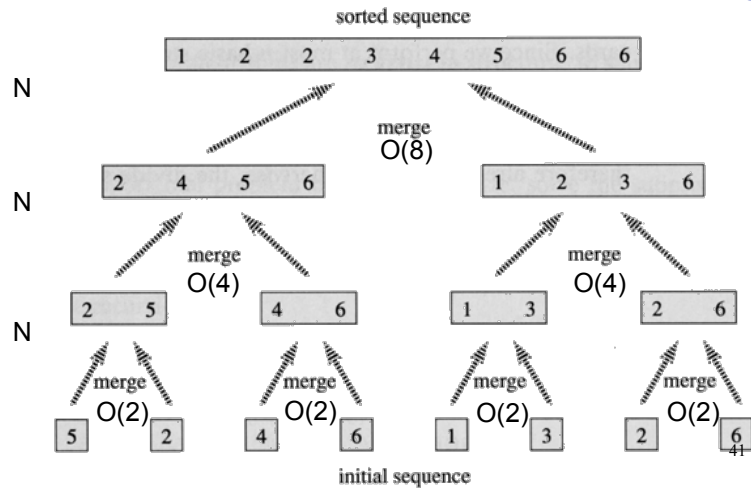 sorted sequence
1 2 2 3 4 5 6 6
N
merge
O(8)
2 4 5 6 1 2 3 6
N
merge merge
O(4) O(4)
2 5 4 6 1 3 2 6
N
merge merge merge merge
O(2) O(2) O(2) O(2)
5 2 4 6 1 3 2 6
41
initial sequence